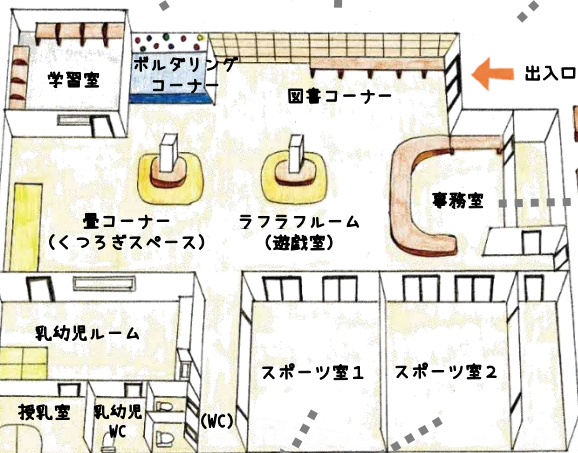 学習室
ボルダリング
コーナー
図書コーナー
出入口
畳コーナー
(くつろぎスペース)
ラフラフルーム
(遊戯室)
事務室
乳幼児ルーム
スポーツ室1
スポーツ室2
授乳室
乳幼児
WC
(WC)